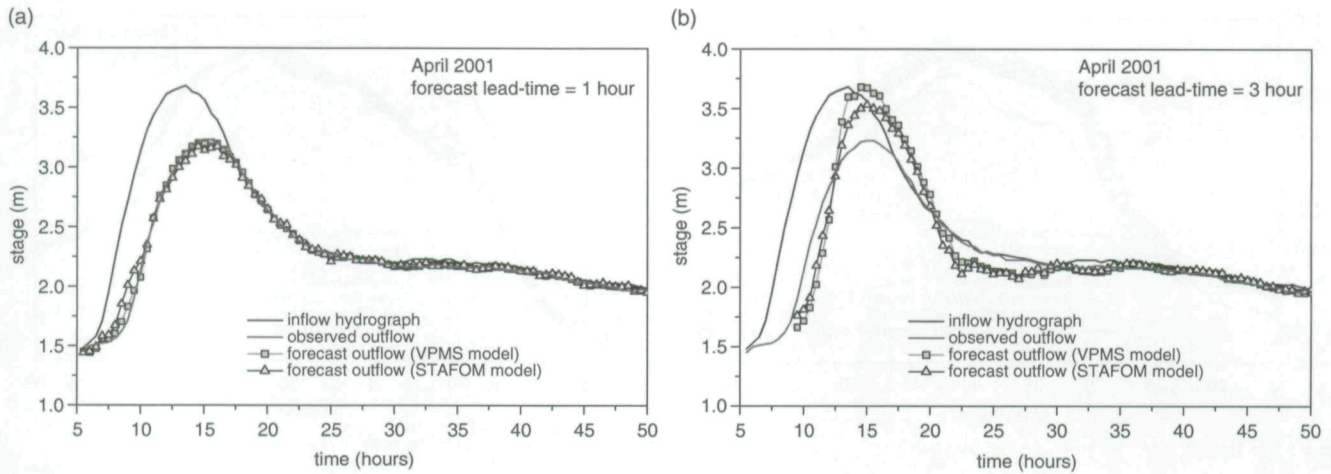 (a)
April 2001
forecast lead-time = 1 hour
4.0
3.5
3.0
2.5
2.0
1.5
1.0
stage (m)
inflow hydrograph
observed outflow
forecast outflow (VPMS model)
forecast outflow (STAFOM model)
5 10 15 20 25 30 35 40 45 50
time (hours)
(b)
April 2001
forecast lead-time = 3 hour
4.0
3.5
3.0
2.5
2.0
1.5
1.0
stage (m)
inflow hydrograph
observed outflow
forecast outflow (VPMS model)
forecast outflow (STAFOM model)
5 10 15 20 25 30 35 40 45 50
time (hours)